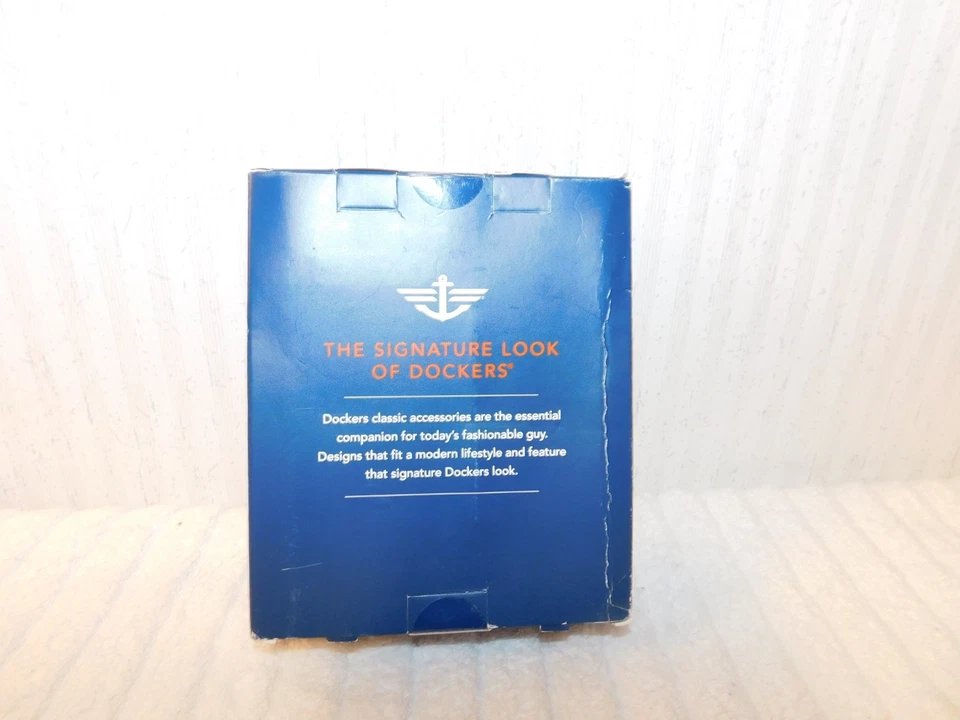 THE SIGNATURE LOOK
OF DOCKERS®
Dockers classic accessories are the essential
companion for today's fashionable guy.
Designs that fit a modern lifestyle and feature
that signature Dockers look.